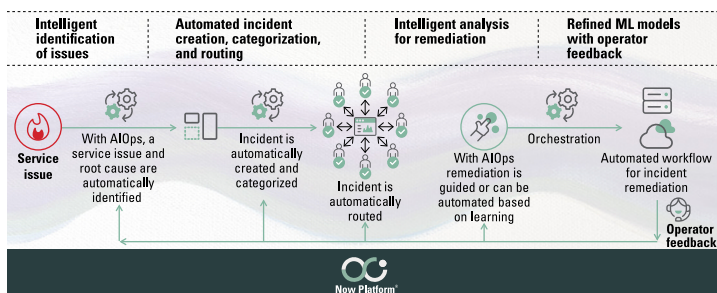 Intelligent
identification
of issues
Automated incident
creation, categorization,
and routing
Intelligent analysis
for remediation
Refined ML models
with operator
feedback
Service
issue
With AIOps, a
service issue and
root cause are
automatically
identified
Incident is
automatically
created and
categorized
Incident is
automatically
routed
With AIOps
remediation is
guided or can be
automated based
on learning
Orchestration
Automated workflow
for incident
remediation
Operator
feedback
Now Platform®